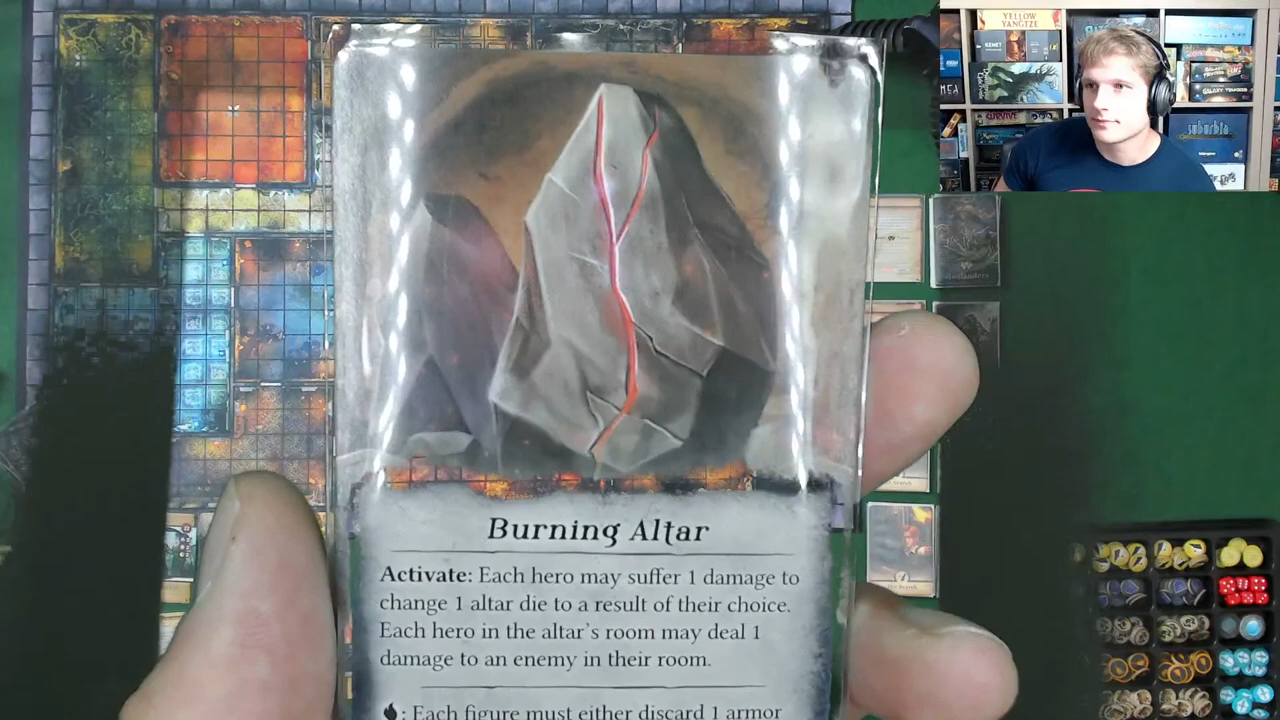 YELLOW
YANGTZE
KEMET
suburbia
Burning Altar
Activate: Each hero may suffer 1 damage to
change 1 altar die to a result of their choice.
Each hero in the altar's room may deal 1
damage to an enemy in their room.
: Each figure must either discard 1 armor